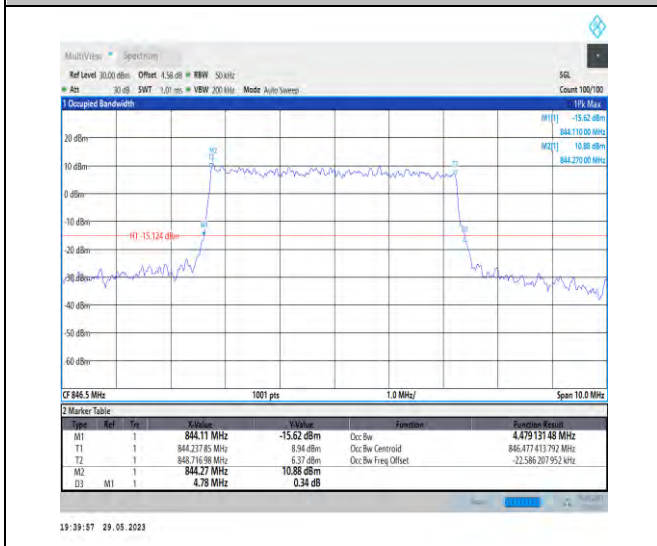 MultiView Spectrum
Ref Level 30.00 dBm Offset 4.58 dB RBW 50 kHz SGL
Att 30 dB SWT 1.01 ms VBW 200 kHz Mode Auto Sweep Count 100/100
1 Occupied Bandwidth 1Pk Max
M1[1] -15.62 dBm
844.110 00 MHz
M2[1] 10.88 dBm
844.270 00 MHz
20 dBm
10 dBm
0 dBm
-10 dBm
H1 -15.124 dBm
-20 dBm
-30 dBm
-40 dBm
-50 dBm
-60 dBm
CF 846.5 MHz 1001 pts 1.0 MHz/ Span 10.0 MHz
2 Marker Table
Type Ref Trc X-Value Y-Value Function Function Result
M1 1 844.11 MHz -15.62 dBm Occ Bw 4.479 131 48 MHz
T1 1 844.237 85 MHz 8.94 dBm Occ Bw Centroid 846.477 413 792 MHz
T2 1 848.716 98 MHz 6.37 dBm Occ Bw Freq Offset -22.586 207 952 kHz
M2 1 844.27 MHz 10.88 dBm
D3 M1 1 4.78 MHz 0.34 dB
19:39:57 29.05.2023